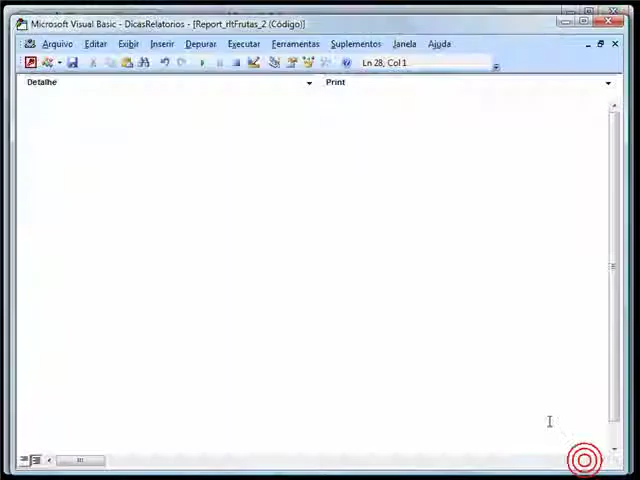 Microsoft Visual Basic - DicasRelatorios - [Report_rltFrutas_2 (Código)]
Arquivo Editar Exibir Inserir Depurar Executar Ferramentas Suplementos Janela Ajuda
Ln 28, Col 1
Detalhe Print